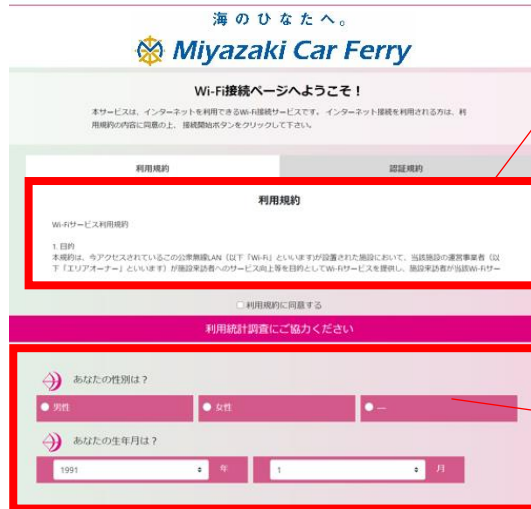 海のひなたへ。
Miyazaki Car Ferry
Wi-Fi接続ページへようこそ！
本サービスは、インターネットを利用できるWi-Fi接続サービスです。 インターネット接続を利用される方は、利
用規約の内容に同意の上、 接続開始ボタンをクリックして下さい。
利用規約 認証規約
利用規約
Wi-Fiサービス利用規約
1. 目的
本規約は、今アクセスされているこの公衆無線LAN（以下「Wi-Fi」といいます)が設置された施設において、当該施設の運営事業者（以
下「エリアオーナー」といいます）が施設来訪者へのサービス向上等を目的としてWi-Fiサービスを提供し、施設来訪者が当該Wi-Fiサー
利用規約に同意する
利用統計調査にご協力ください
あなたの性別は？
男性 女性 ―
あなたの生年月は？
1991 年 1 月